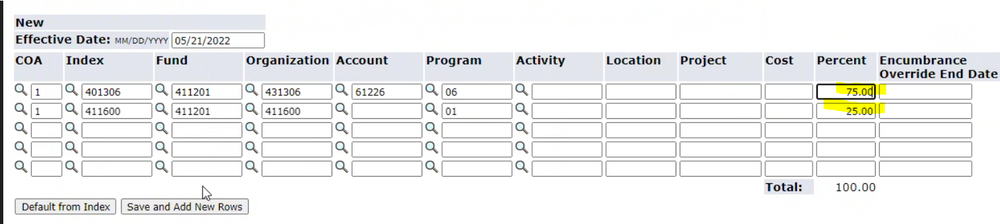 New
Effective Date: MM/DD/YYYY 05/21/2022
COA Index Fund Organization Account Program Activity Location Project Cost Percent Encumbrance
Override End Date
1 401306 411201 431306 61226 06 75.00
1 411600 411201 411600 01 25.00
Total: 100.00
Default from Index Save and Add New Rows